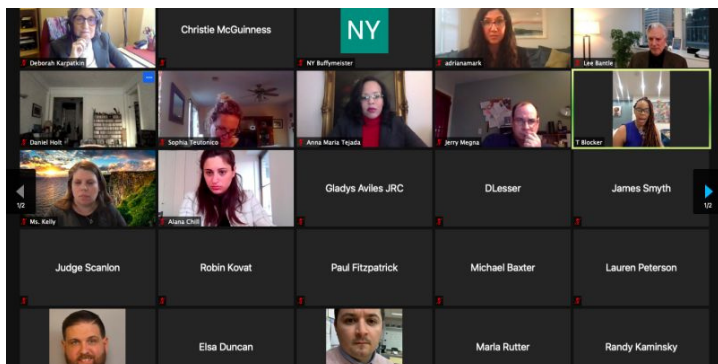 Deborah Karpatkin
Christie McGuinness
NY
NY Buffymeister
adrianamark
Lee Bantle
Daniel Holt
Sophia Teutonico
Anna Maria Tejada
Jerry Megna
T Blocker
1/2
Ms. Kelly
Alana Chill
Gladys Aviles JRC
DLesser
James Smyth
1/2
Judge Scanlon
Robin Kovat
Paul Fitzpatrick
Michael Baxter
Lauren Peterson
Elsa Duncan
Marla Rutter
Randy Kaminsky